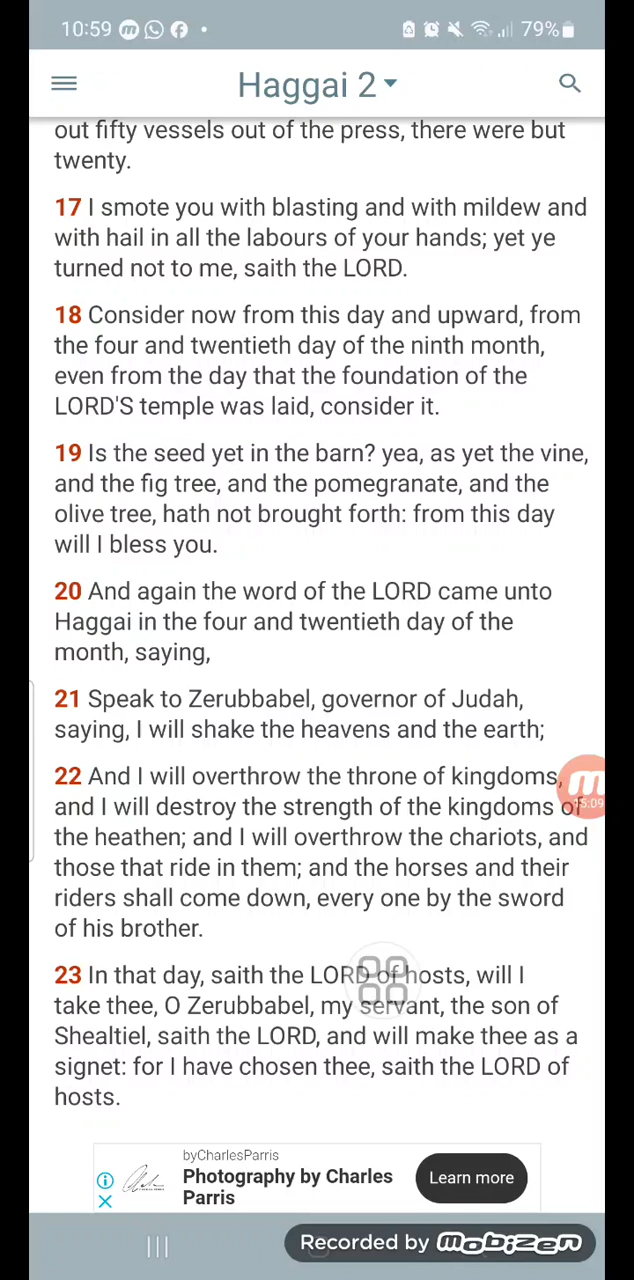 10:59
79%
Haggai 2
out fifty vessels out of the press, there were but
twenty.
17 I smote you with blasting and with mildew and
with hail in all the labours of your hands; yet ye
turned not to me, saith the LORD.
18 Consider now from this day and upward, from
the four and twentieth day of the ninth month,
even from the day that the foundation of the
LORD'S temple was laid, consider it.
19 Is the seed yet in the barn? yea, as yet the vine,
and the fig tree, and the pomegranate, and the
olive tree, hath not brought forth: from this day
will I bless you.
20 And again the word of the LORD came unto
Haggai in the four and twentieth day of the
month, saying,
21 Speak to Zerubbabel, governor of Judah,
saying, I will shake the heavens and the earth;
22 And I will overthrow the throne of kingdoms,
and I will destroy the strength of the kingdoms of
15:09
the heathen; and I will overthrow the chariots, and
those that ride in them; and the horses and their
riders shall come down, every one by the sword
of his brother.
23 In that day, saith the LORD of hosts, will I
take thee, O Zerubbabel, my servant, the son of
Shealtiel, saith the LORD, and will make thee as a
signet: for I have chosen thee, saith the LORD of
hosts.
byCharlesParris
Photography by Charles
Parris
Learn more
Recorded by mobizen